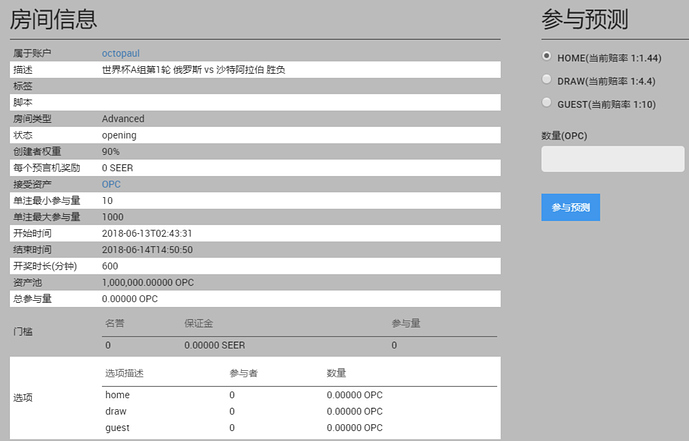 房间信息
属于账户 octopaul
描述 世界杯A组第1轮 俄罗斯 vs 沙特阿拉伯 胜负
标签
脚本
房间类型 Advanced
状态 opening
创建者权重 90%
每个预言机奖励 0 SEER
接受资产 OPC
单注最小参与量 10
单注最大参与量 1000
开始时间 2018-06-13T02:43:31
结束时间 2018-06-14T14:50:50
开奖时长(分钟) 600
资产池 1,000,000.00000 OPC
总参与量 0.00000 OPC
门槛
名誉 保证金 参与量
0 0.00000 SEER 0
选项
选项描述 参与者 数量
home 0 0.00000 OPC
draw 0 0.00000 OPC
guest 0 0.00000 OPC
参与预测
HOME(当前赔率 1:1.44)
DRAW(当前赔率 1:4.4)
GUEST(当前赔率 1:10)
数量(OPC)
参与预测